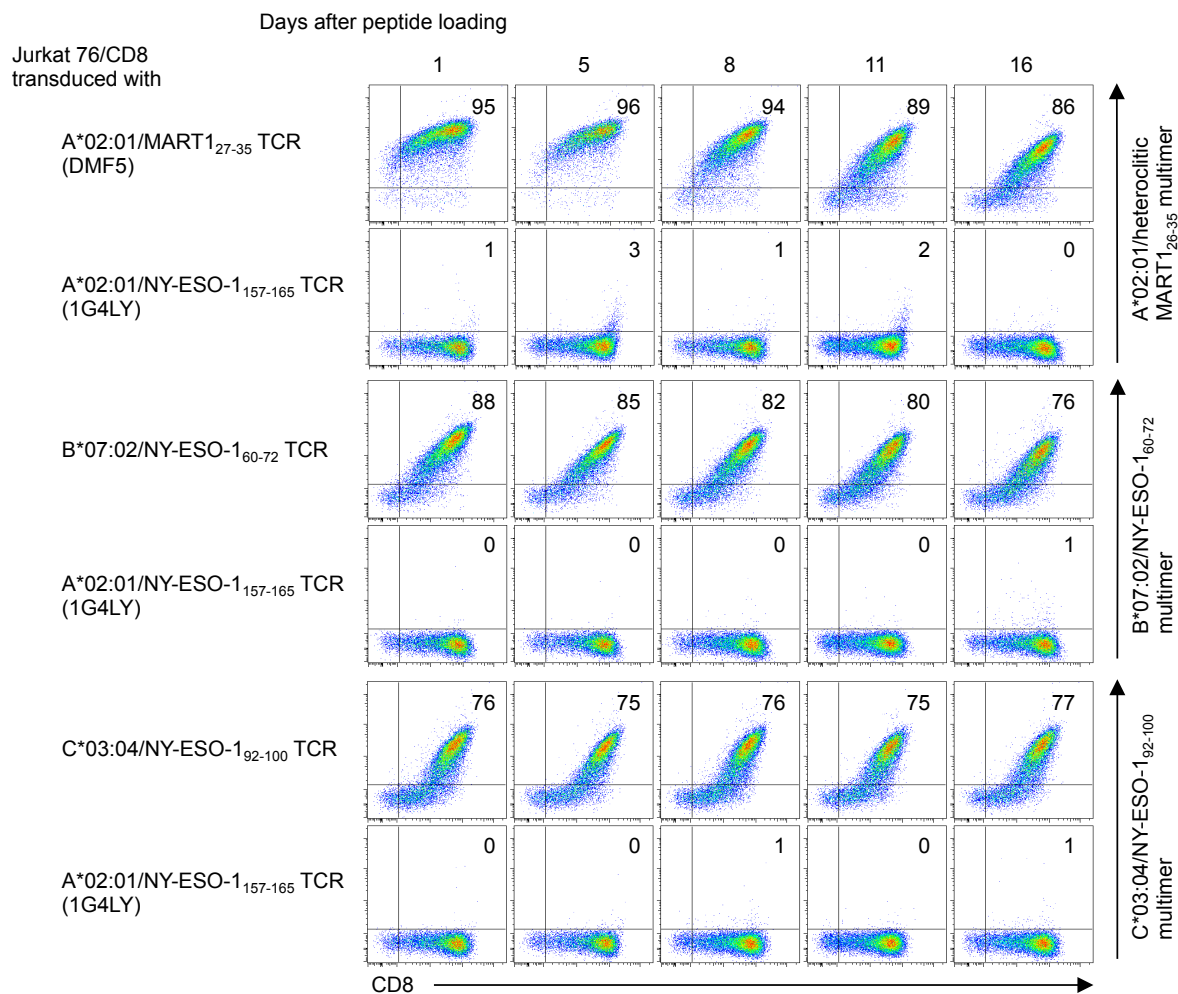 Days after peptide loading
Jurkat 76/CD8
transduced with
1 5 8 11 16
A*02:01/MART1₂₇₋₃₅ TCR
(DMF5)
95 96 94 89 86
A*02:01/NY-ESO-1₁₅₇₋₁₆₅ TCR
(1G4LY)
1 3 1 2 0
A*02:01/heteroclitic
MART1₂₆₋₃₅ multimer
B*07:02/NY-ESO-1₆₀₋₇₂ TCR
88 85 82 80 76
A*02:01/NY-ESO-1₁₅₇₋₁₆₅ TCR
(1G4LY)
0 0 0 0 1
B*07:02/NY-ESO-1₆₀₋₇₂
multimer
C*03:04/NY-ESO-1₉₂₋₁₀₀ TCR
76 75 76 75 77
A*02:01/NY-ESO-1₁₅₇₋₁₆₅ TCR
(1G4LY)
0 0 1 0 1
C*03:04/NY-ESO-1₉₂₋₁₀₀
multimer
CD8